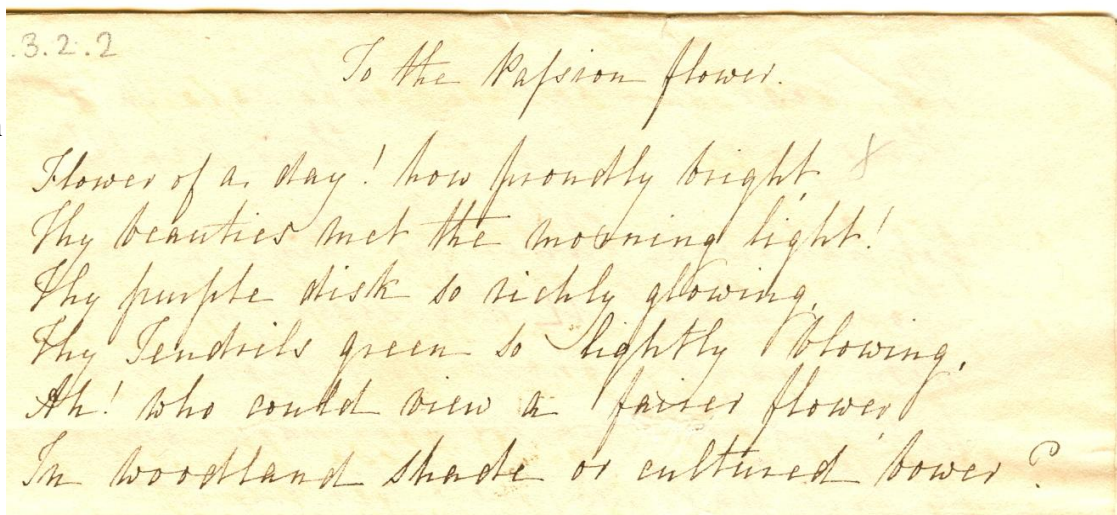 .3.2.2
To the Paſsion flower.
Flower of a day! how proudly bright
Thy beauties met the morning light!
Thy purple disk so richly glowing,
Thy Tendrils green so lightly blowing,
Ah! who could view a fairer flower
In woodland shade or cultured bower?